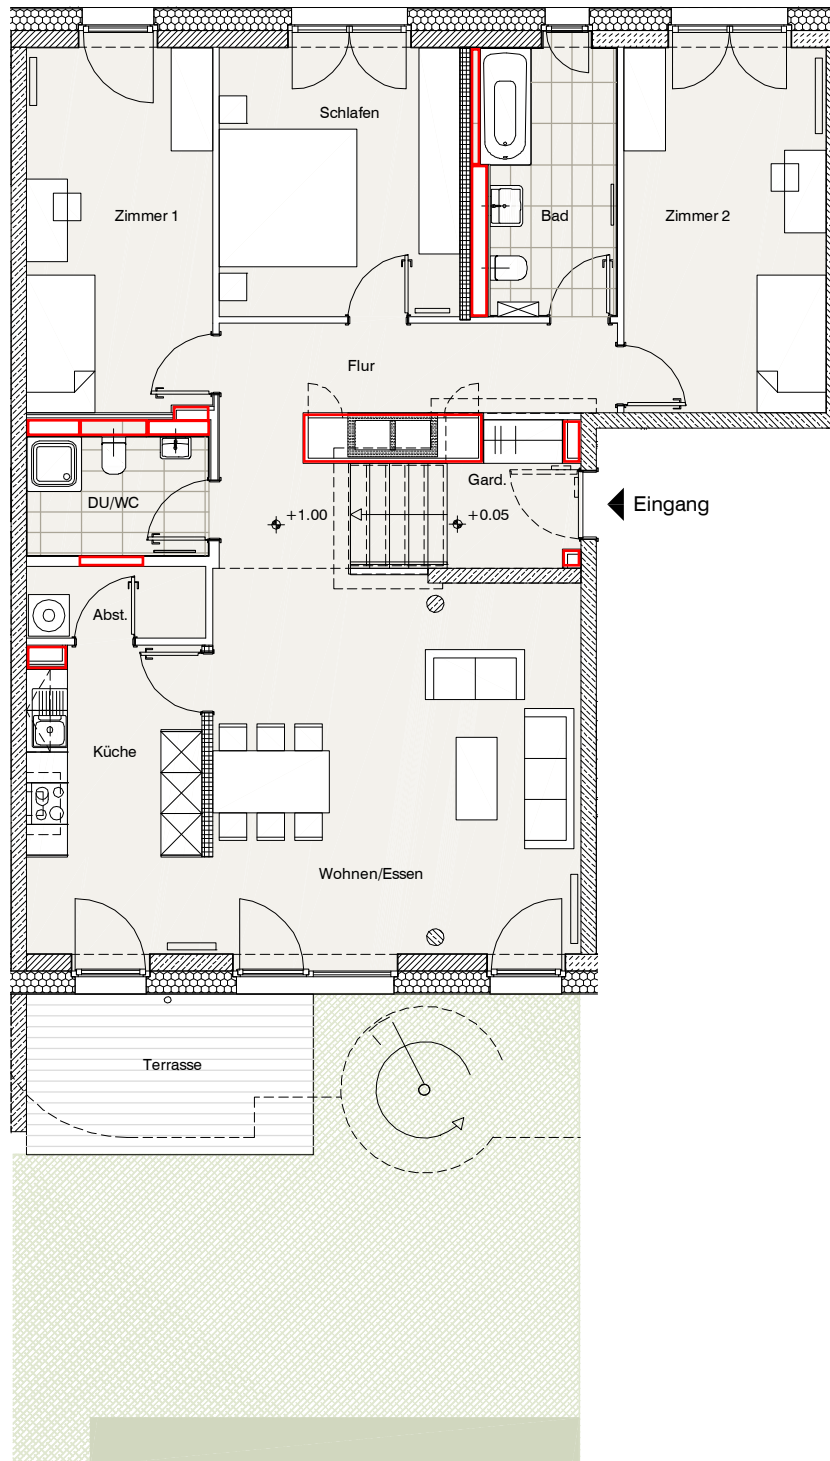 Schlafen
Zimmer 1
Bad
Zimmer 2
Flur
Gard.
DU/WC
+1.00
+0.05
Eingang
Abst.
Küche
Wohnen/Essen
Terrasse